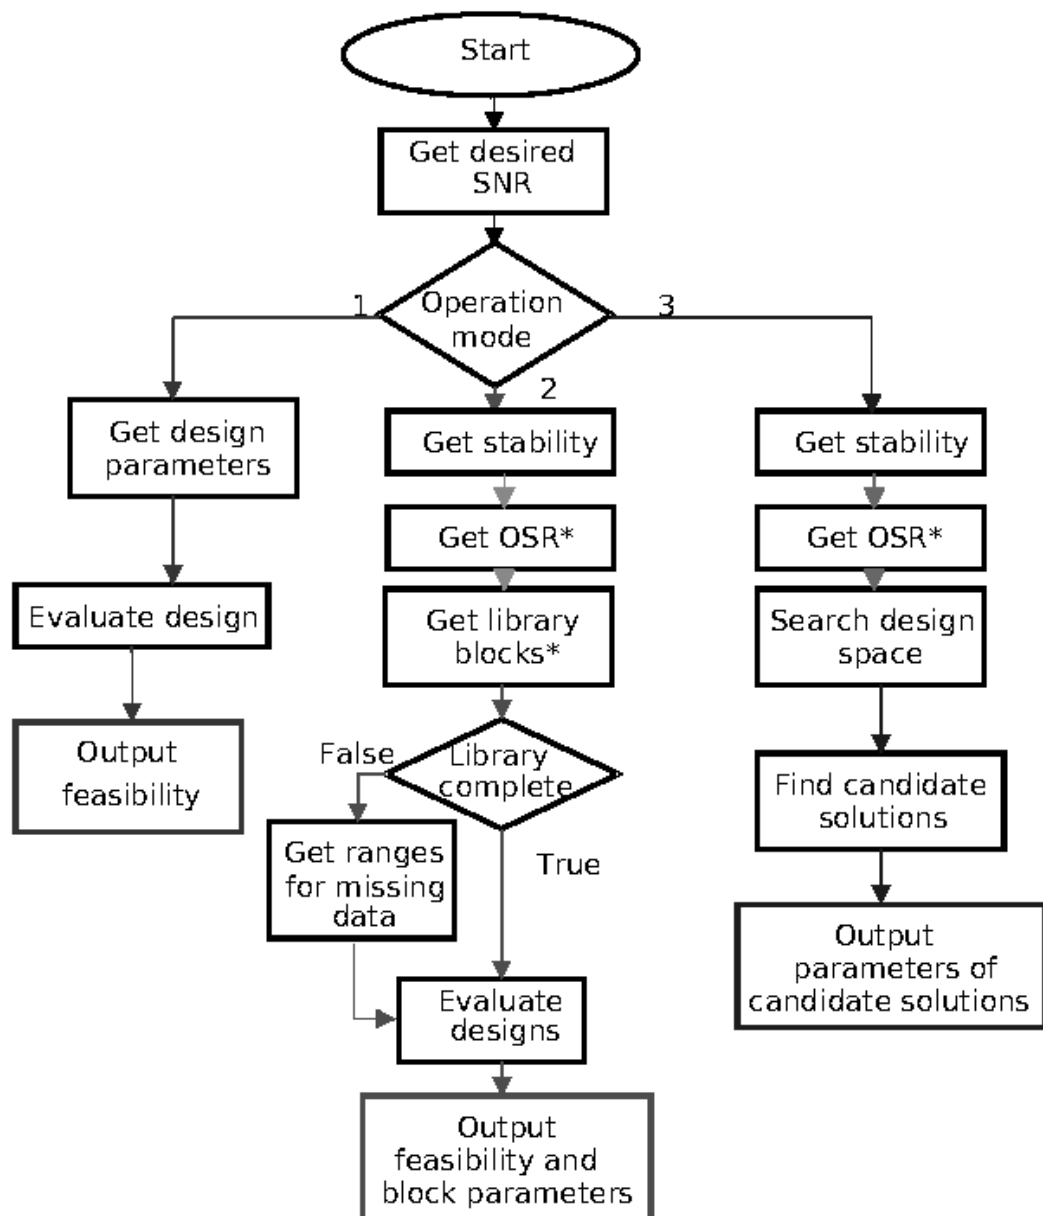 Start
Get desired
SNR
Operation
mode
1
2
3
Get design
parameters
Evaluate design
Output
feasibility
Get stability
Get OSR*
Get library
blocks*
Library
complete
False
True
Get ranges
for missing
data
Evaluate
designs
Output
feasibility and
block parameters
Get stability
Get OSR*
Search design
space
Find candidate
solutions
Output
parameters of
candidate solutions